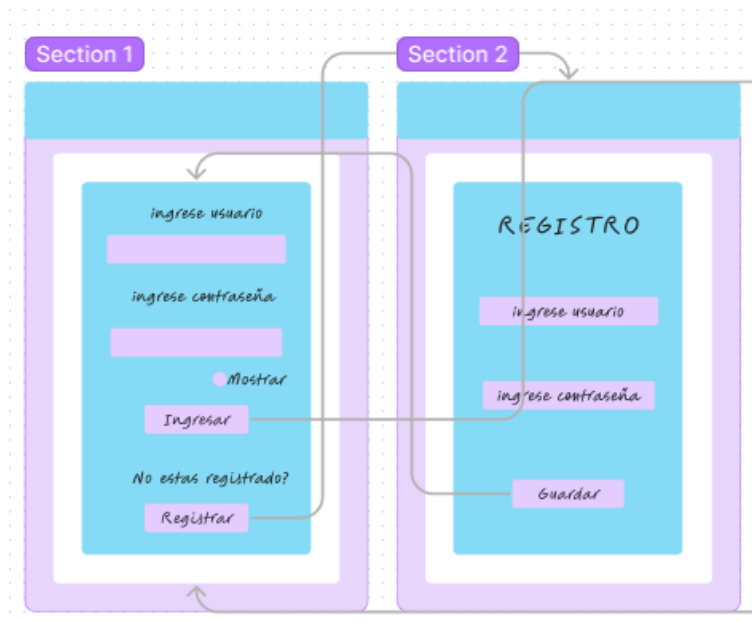 Section 1
Section 2
ingrese usuario
ingrese contraseña
Mostrar
Ingresar
No estas registrado?
Registrar
REGISTRO
ingrese usuario
ingrese contraseña
Guardar